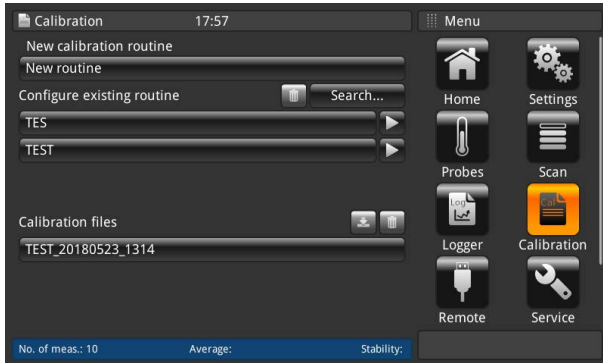 Calibration 17:57
New calibration routine
New routine
Configure existing routine Search...
TES
TEST
Calibration files
TEST_20180523_1314
No. of meas.: 10 Average: Stability:
Menu
Home Settings
Probes Scan
Log Cal
Logger Calibration
Remote Service